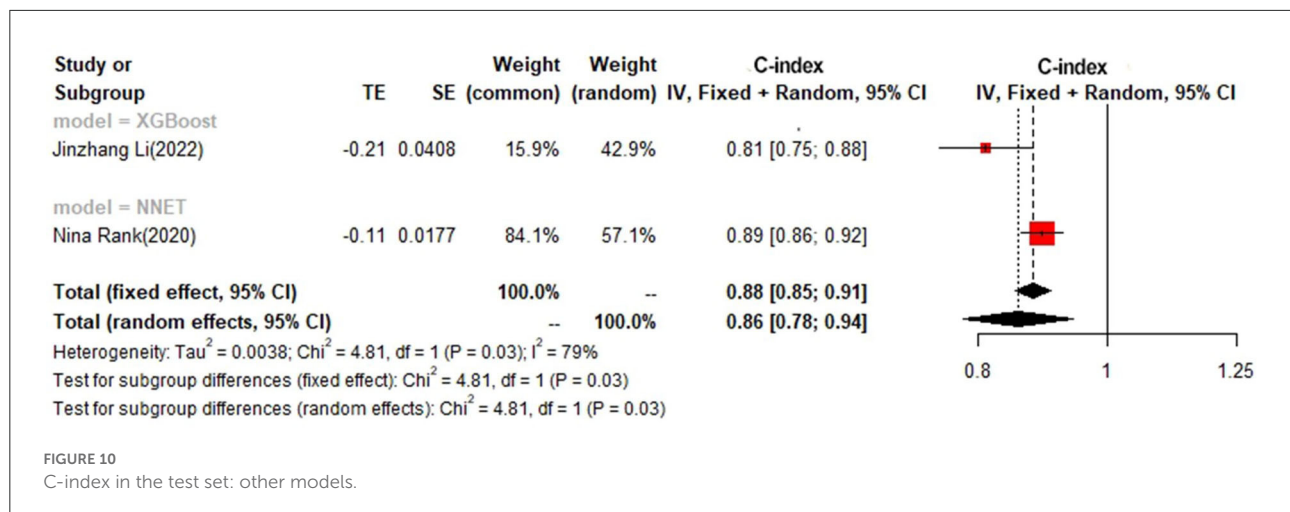 Study or Weight Weight C-index C-index
Subgroup TE SE (common) (random) IV, Fixed + Random, 95% CI IV, Fixed + Random, 95% CI
model = XGBoost
Jinzhang Li(2022) -0.21 0.0408 15.9% 42.9% 0.81 [0.75; 0.88]
model = NNET
Nina Rank(2020) -0.11 0.0177 84.1% 57.1% 0.89 [0.86; 0.92]
Total (fixed effect, 95% CI) 100.0% -- 0.88 [0.85; 0.91]
Total (random effects, 95% CI) -- 100.0% 0.86 [0.78; 0.94]
Heterogeneity: Tau² = 0.0038; Chi² = 4.81, df = 1 (P = 0.03); I² = 79%
Test for subgroup differences (fixed effect): Chi² = 4.81, df = 1 (P = 0.03)
Test for subgroup differences (random effects): Chi² = 4.81, df = 1 (P = 0.03)
0.8 1 1.25
FIGURE 10
C-index in the test set: other models.